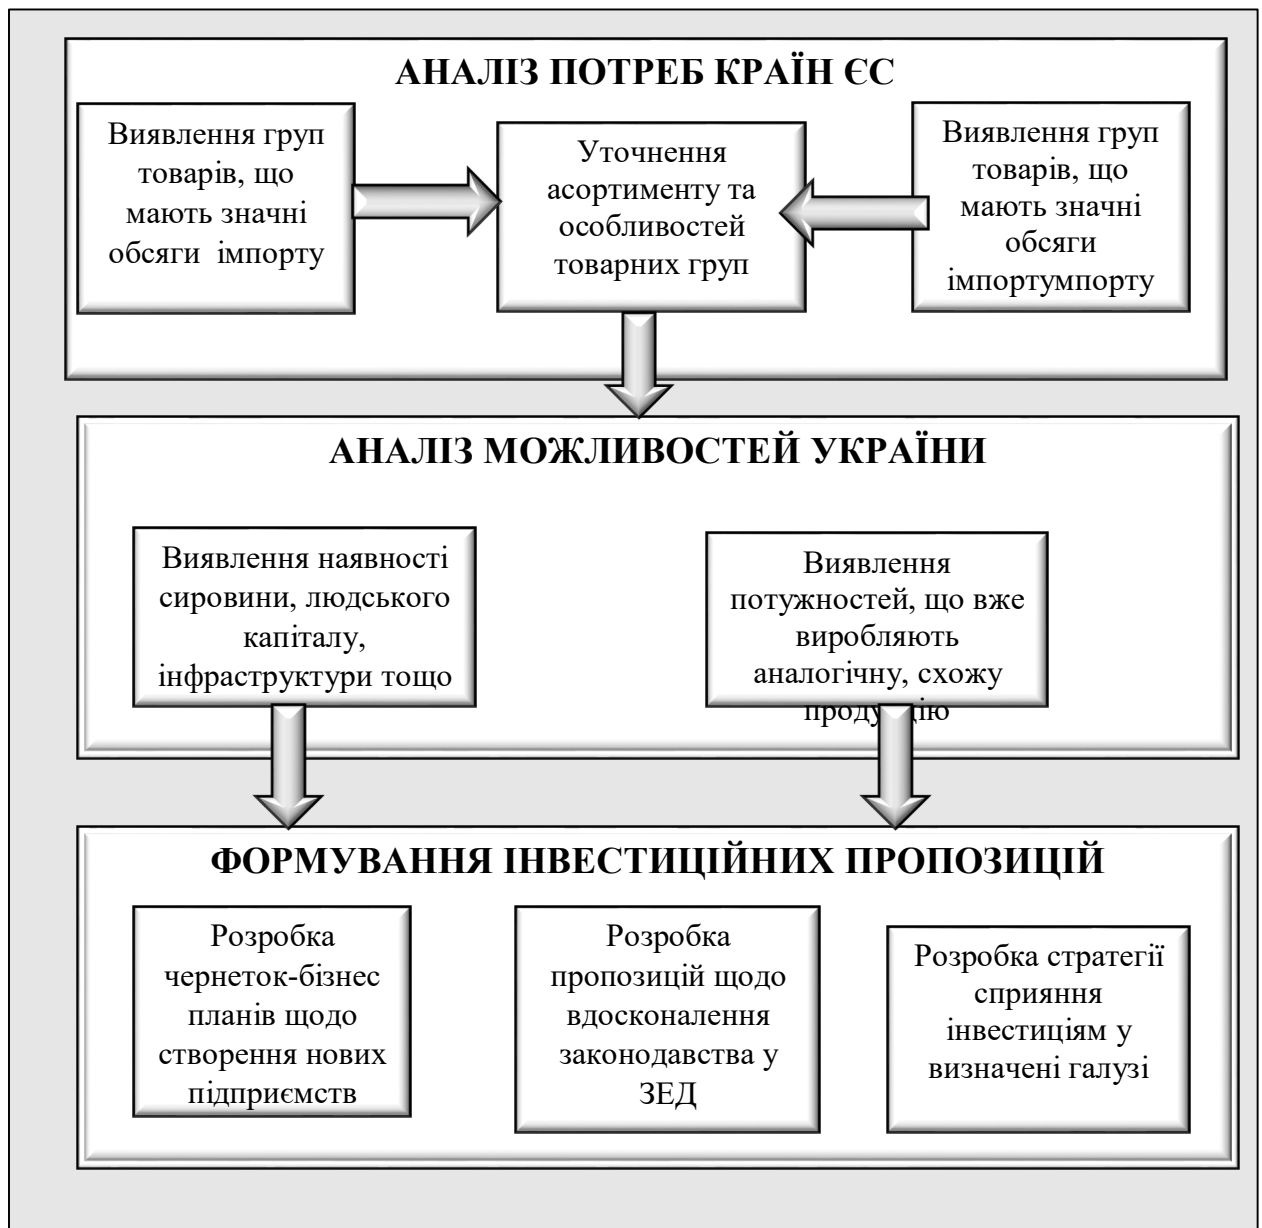 АНАЛІЗ ПОТРЕБ КРАЇН ЄС
Виявлення груп
товарів, що
мають значні
обсяги імпорту
Уточнення
асортименту та
особливостей
товарних груп
Виявлення груп
товарів, що
мають значні
обсяги
імпортумпорту
АНАЛІЗ МОЖЛИВОСТЕЙ УКРАЇНИ
Виявлення наявності
сировини, людського
капіталу,
інфраструктури тощо
Виявлення
потужностей, що вже
виробляють
аналогічну, схожу
продукцію
ФОРМУВАННЯ ІНВЕСТИЦІЙНИХ ПРОПОЗИЦІЙ
Розробка
чернеток-бізнес
планів щодо
створення нових
підприємств
Розробка
пропозицій щодо
вдосконалення
законодавства у
ЗЕД
Розробка стратегії
сприяння
інвестиціям у
визначені галузі